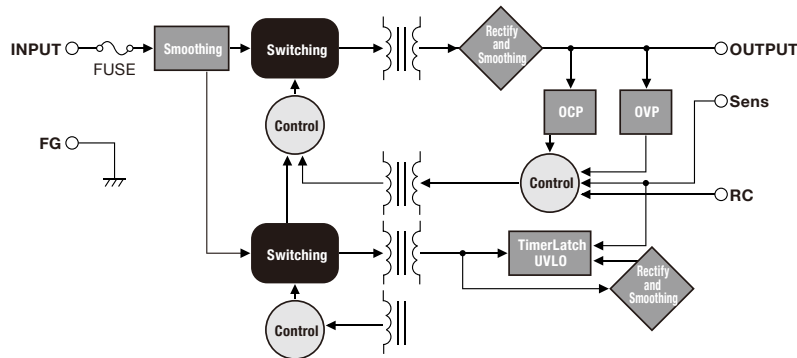 INPUT
FUSE
Smoothing
Switching
Rectify
and
Smoothing
OUTPUT
OCP
OVP
Sens
Control
FG
Control
RC
Switching
TimerLatch
UVLO
Rectify
and
Smoothing
Control